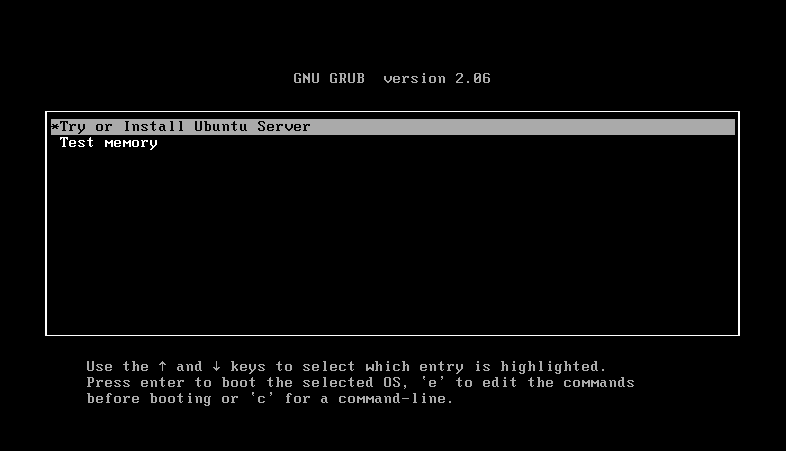 GNU GRUB  version 2.06
*Try or Install Ubuntu Server
Test memory
Use the ↑ and ↓ keys to select which entry is highlighted.
Press enter to boot the selected OS, `e' to edit the commands
before booting or `c' for a command-line.